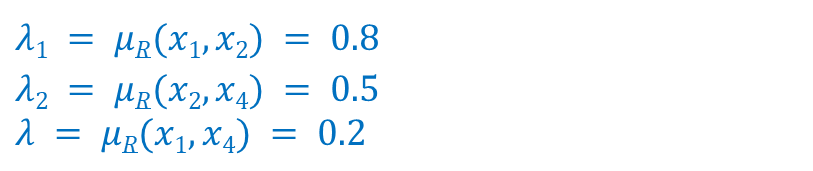 λ₁ = μ_R̲(x₁, x₂) = 0.8
λ₂ = μ_R̲(x₂, x₄) = 0.5
λ = μ_R̲(x₁, x₄) = 0.2